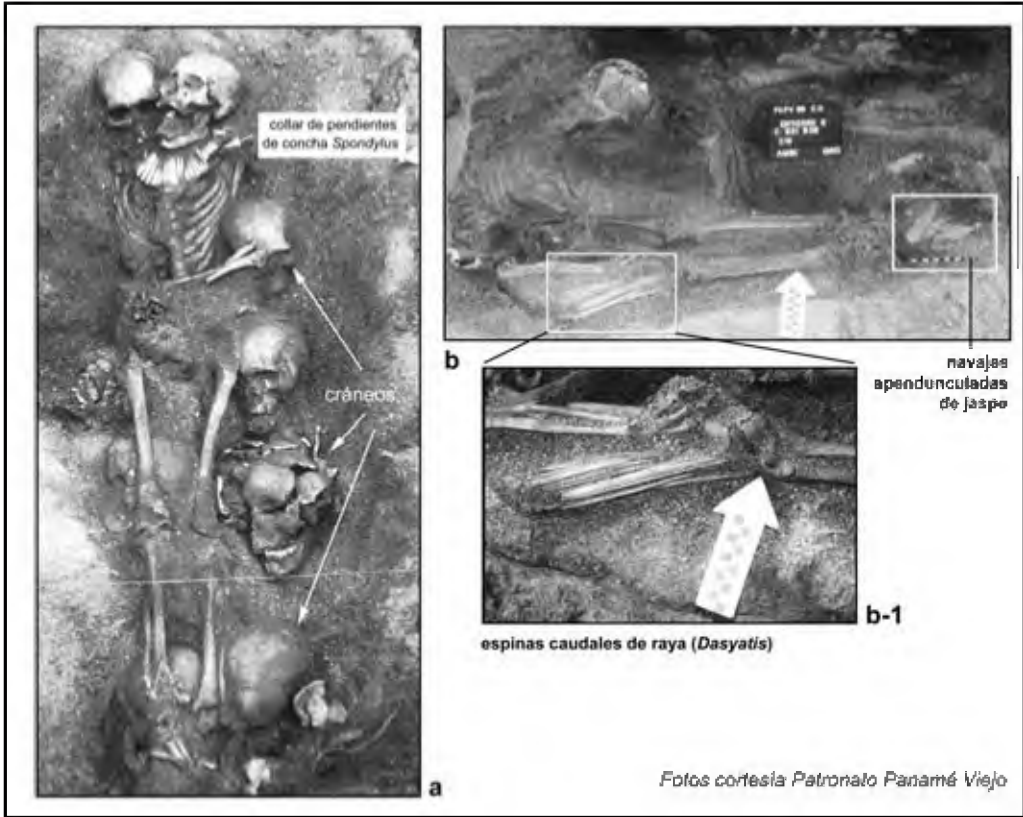 collar de pendientes
de concha Spondylus
cráneos
a
b
navajas
apendunculadas
de jaspe
b-1
espinas caudales de raya (Dasyatis)
Fotos cortesía Patronato Panamá Viejo